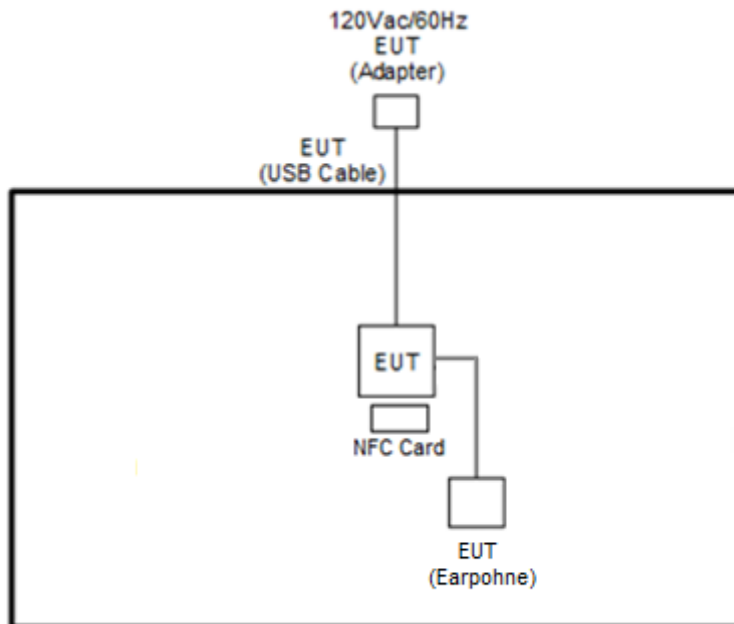 120Vac/60Hz
EUT
(Adapter)
EUT
(USB Cable)
EUT
NFC Card
EUT
(Earpohne)